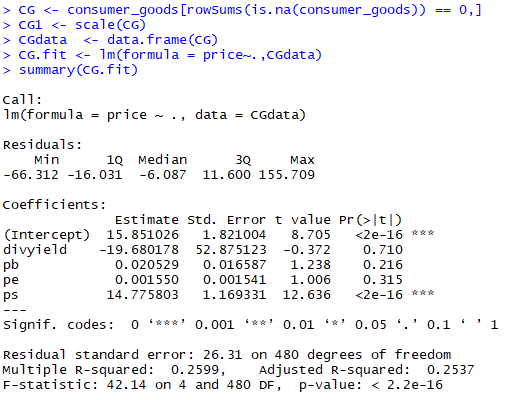 > CG <- consumer_goods[rowSums(is.na(consumer_goods)) == 0,]
> CG1 <- scale(CG)
> CGdata  <- data.frame(CG)
> CG.fit <- lm(formula = price~.,CGdata)
> summary(CG.fit)

Call:
lm(formula = price ~ ., data = CGdata)

Residuals:
    Min      1Q  Median      3Q     Max
-66.312 -16.031  -6.087  11.600 155.709

Coefficients:
              Estimate Std. Error t value Pr(>|t|)
(Intercept)  15.851026   1.821004   8.705   <2e-16 ***
divyield    -19.680178  52.875123  -0.372    0.710
pb            0.020529   0.016587   1.238    0.216
pe            0.001550   0.001541   1.006    0.315
ps           14.775803   1.169331  12.636   <2e-16 ***
---
Signif. codes:  0 ‘***’ 0.001 ‘**’ 0.01 ‘*’ 0.05 ‘.’ 0.1 ‘ ’ 1

Residual standard error: 26.31 on 480 degrees of freedom
Multiple R-squared:  0.2599,    Adjusted R-squared:  0.2537
F-statistic: 42.14 on 4 and 480 DF,  p-value: < 2.2e-16